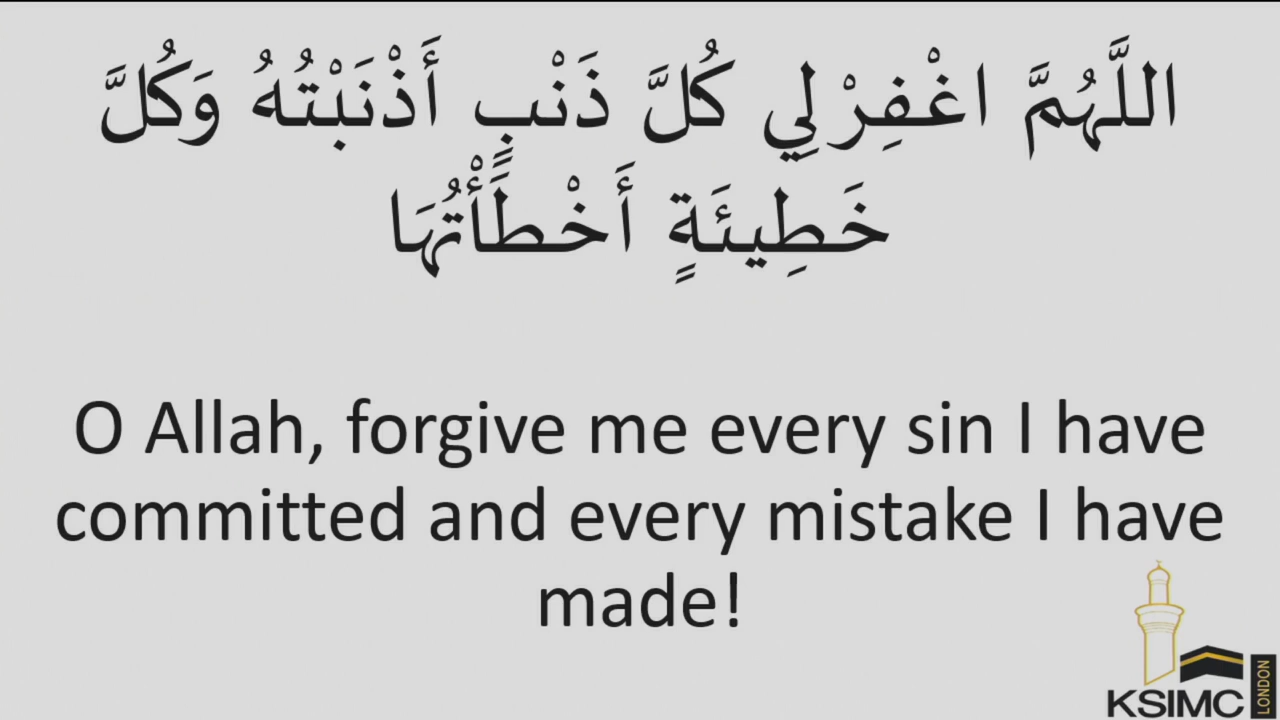 اللَّهُمَّ اغْفِرْ لِي كُلَّ ذَنْبٍ أَذْنَبْتُهُ وَكُلَّ
خَطِيئَةٍ أَخْطَأْتُهَا
O Allah, forgive me every sin I have
committed and every mistake I have
made!
KSIMC
LONDON